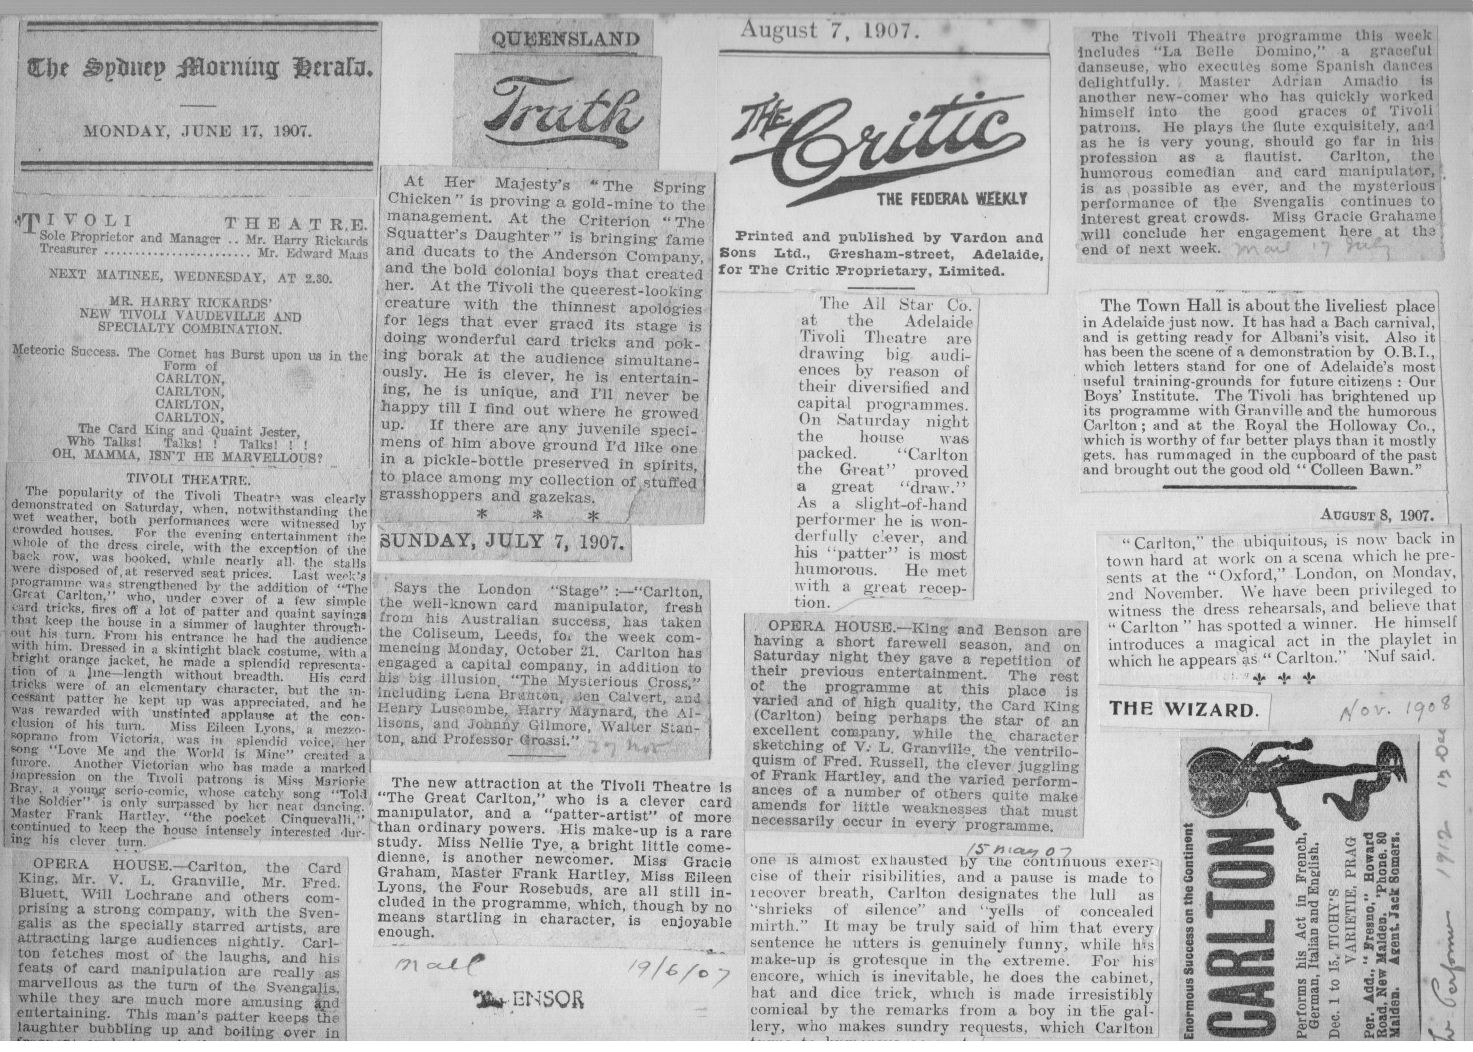 The Sydney Morning Herald.
MONDAY, JUNE 17, 1907.
TIVOLI THEATRE.
Sole Proprietor and Manager .. Mr. Harry Rickards
Treasurer ..................... Mr. Edward Maas
NEXT MATINEE, WEDNESDAY, AT 2.30.
MR. HARRY RICKARDS'
NEW TIVOLI VAUDEVILLE AND
SPECIALTY COMBINATION.
Meteoric Success. The Comet has Burst upon us in the
Form of
CARLTON,
CARLTON,
CARLTON,
CARLTON,
The Card King and Quaint Jester,
Who Talks! Talks! ! Talks! ! !
OH, MAMMA, ISN'T HE MARVELLOUS?
TIVOLI THEATRE.
The popularity of the Tivoli Theatre was clearly
demonstrated on Saturday, when, notwithstanding the
wet weather, both performances were witnessed by
crowded houses. For the evening entertainment the
whole of the dress circle, with the exception of the
back row, was booked, while nearly all the stalls
were disposed of at reserved seat prices. Last week's
programme was strengthened by the addition of "The
Great Carlton," who, under cover of a few simple
card tricks, fires off a lot of patter and quaint sayings
that keep the house in a simmer of laughter through-
out his turn. From his entrance he had the audience
with him. Dressed in a skintight black costume, with a
bright orange jacket, he made a splendid representa-
tion of a line—length without breadth. His card
tricks were of an elementary character, but the in-
cessant patter he kept up was appreciated, and he
was rewarded with unstinted applause at the con-
clusion of his turn. Miss Eileen Lyons, a mezzo-
soprano from Victoria, was in splendid voice, her
song "Love Me and the World is Mine" created a
furore. Another Victorian who has made a marked
impression on the Tivoli patrons is Miss Marjorie
Bray, a young serio-comic, whose catchy song "Told
the Soldier" is only surpassed by her neat dancing.
Master Frank Hartley, "the pocket Cinquevalli,"
continued to keep the house intensely interested dur-
ing his clever turn.
OPERA HOUSE.—Carlton, the Card
King, Mr. V. L. Granville, Mr. Fred.
Bluett, Will Lochrane and others com-
prising a strong company, with the Sven-
galis as the specially starred artists, are
attracting large audiences nightly. Carl-
ton fetches most of the laughs, and his
feats of card manipulation are really as
marvellous as the turn of the Svengalis,
while they are much more amusing and
entertaining. This man's patter keeps the
laughter bubbling up and boiling over in
QUEENSLAND
Truth
At Her Majesty's "The Spring
Chicken" is proving a gold-mine to the
management. At the Criterion "The
Squatter's Daughter" is bringing fame
and ducats to the Anderson Company,
and the bold colonial boys that created
her. At the Tivoli the queerest-looking
creature with the thinnest apologies
for legs that ever gracd its stage is
doing wonderful card tricks and pok-
ing borak at the audience simultane-
ously. He is clever, he is entertain-
ing, he is unique, and I'll never be
happy till I find out where he growed
up. If there are any juvenile speci-
mens of him above ground I'd like one
in a pickle-bottle preserved in spirits,
to place among my collection of stuffed
grasshoppers and gazekas.
* * *
SUNDAY, JULY 7, 1907.
Says the London "Stage" :—"Carlton,
the well-known card manipulator, fresh
from his Australian success, has taken
the Coliseum, Leeds, for the week com-
mencing Monday, October 21. Carlton has
engaged a capital company, in addition to
his big illusion, "The Mysterious Cross,"
including Lena Branton, Jen Calvert, and
Henry Luscombe, Harry Maynard, the Al-
lisons, and Johnny Gilmore, Walter Stan-
ton, and Professor Grossi."
27 Nov
The new attraction at the Tivoli Theatre is
"The Great Carlton," who is a clever card
manipulator, and a "patter-artist" of more
than ordinary powers. His make-up is a rare
study. Miss Nellie Tye, a bright little come-
dienne, is another newcomer. Miss Gracie
Graham, Master Frank Hartley, Miss Eileen
Lyons, the Four Rosebuds, are all still in-
cluded in the programme, which, though by no
means startling in character, is enjoyable
enough.
Mail 19/6/07
ENSOR
August 7, 1907.
THE Critic
THE FEDERAL WEEKLY
Printed and published by Vardon and
Sons Ltd., Gresham-street, Adelaide,
for The Critic Proprietary, Limited.
The All Star Co.
at the Adelaide
Tivoli Theatre are
drawing big audi-
ences by reason of
their diversified and
capital programmes.
On Saturday night
the house was
packed. "Carlton
the Great" proved
a great "draw."
As a slight-of-hand
performer he is won-
derfully clever, and
his "patter" is most
humorous. He met
with a great recep-
tion.
OPERA HOUSE.—King and Benson are
having a short farewell season, and on
Saturday night they gave a repetition of
their previous entertainment. The rest
of the programme at this place is
varied and of high quality, the Card King
(Carlton) being perhaps the star of an
excellent company, while the character
sketching of V. L. Granville, the ventrilo-
quism of Fred. Russell, the clever juggling
of Frank Hartley, and the varied perform-
ances of a number of others quite make
amends for little weaknesses that must
necessarily occur in every programme.
15 May 07
one is almost exhausted by the continuous exer-
cise of their risibilities, and a pause is made to
recover breath, Carlton designates the lull as
"shrieks of silence" and "yells of concealed
mirth." It may be truly said of him that every
sentence he utters is genuinely funny, while his
make-up is grotesque in the extreme. For his
encore, which is inevitable, he does the cabinet,
hat and dice trick, which is made irresistibly
comical by the remarks from a boy in the gal-
lery, who makes sundry requests, which Carlton
The Tivoli Theatre programme this week
includes "La Belle Domino," a graceful
danseuse, who executes some Spanish dances
delightfully. Master Adrian Amadio is
another new-comer who has quickly worked
himself into the good graces of Tivoli
patrons. He plays the flute exquisitely, and
as he is very young, should go far in his
profession as a flautist. Carlton, the
humorous comedian and card manipulator,
is as possible as ever, and the mysterious
performance of the Svengalis continues to
interest great crowds. Miss Gracie Grahame
will conclude her engagement here at the
end of next week.
Mail 17 July
The Town Hall is about the liveliest place
in Adelaide just now. It has had a Bach carnival,
and is getting ready for Albani's visit. Also it
has been the scene of a demonstration by O.B.I.,
which letters stand for one of Adelaide's most
useful training-grounds for future citizens : Our
Boys' Institute. The Tivoli has brightened up
its programme with Granville and the humorous
Carlton ; and at the Royal the Holloway Co.,
which is worthy of far better plays than it mostly
gets, has rummaged in the cupboard of the past
and brought out the good old "Colleen Bawn."
AUGUST 8, 1907.
"Carlton," the ubiquitous, is now back in
town hard at work on a scena which he pre-
sents at the "Oxford," London, on Monday,
2nd November. We have been privileged to
witness the dress rehearsals, and believe that
"Carlton" has spotted a winner. He himself
introduces a magical act in the playlet in
which he appears as "Carlton." 'Nuf said.
THE WIZARD.
Nov. 1908
Enormous Success on the Continent
CARLTON
Performs his Act in French,
German, Italian and English.
Dec. 1 to 15, TICHY'S
VARIETIE, PRAG
Per. Add., "Fresno," Howard
Road, New Malden. 'Phone, 80
Malden. Agent, Jack Somers.
The Performer 1912 in Dec